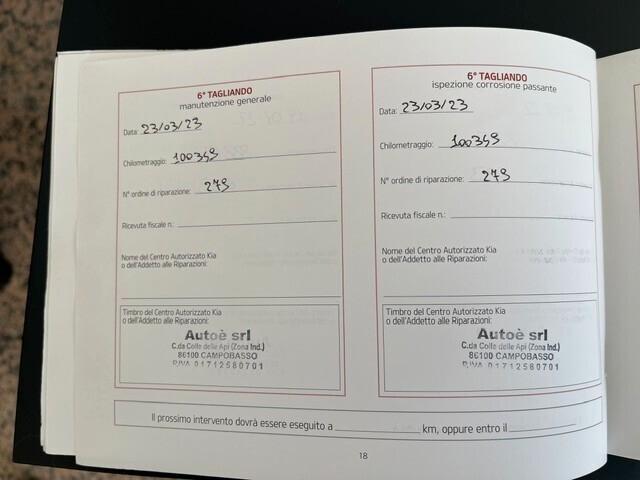 6° TAGLIANDO
manutenzione generale
Data: 23/03/23
Chilometraggio: 100349
N° ordine di riparazione: 279
Ricevuta fiscale n.:
Nome del Centro Autorizzato Kia
o dell'Addetto alle Riparazioni:
Timbro del Centro Autorizzato Kia
o dell'Addetto alle Riparazioni:
Autoè srl
C.da Colle delle Api (Zona Ind.)
86100 CAMPOBASSO
P.IVA 01712580701
6° TAGLIANDO
ispezione corrosione passante
Data: 23/03/23
Chilometraggio: 100349
N° ordine di riparazione: 279
Ricevuta fiscale n.:
Nome del Centro Autorizzato Kia
o dell'Addetto alle Riparazioni:
Timbro del Centro Autorizzato Kia
o dell'Addetto alle Riparazioni:
Autoè srl
C.da Colle delle Api (Zona Ind.)
86100 CAMPOBASSO
P.IVA 01712580701
Il prossimo intervento dovrà essere eseguito a km, oppure entro il
18